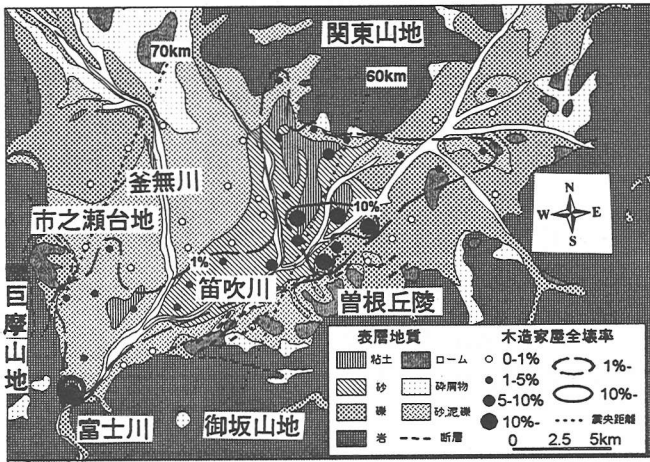 関東山地
70km
60km
釜無川
N
W E
S
市之瀬台地
10%
1%
笛吹川
曽根丘陵
巨摩山地
富士川
御坂山地
表層地質
粘土 ローム
砂 砕屑物
礫 砂泥礫
岩 断層
木造家屋全壊率
0-1% 1%-
1-5%
5-10% 10%-
10%- 震央距離
0 2.5 5km